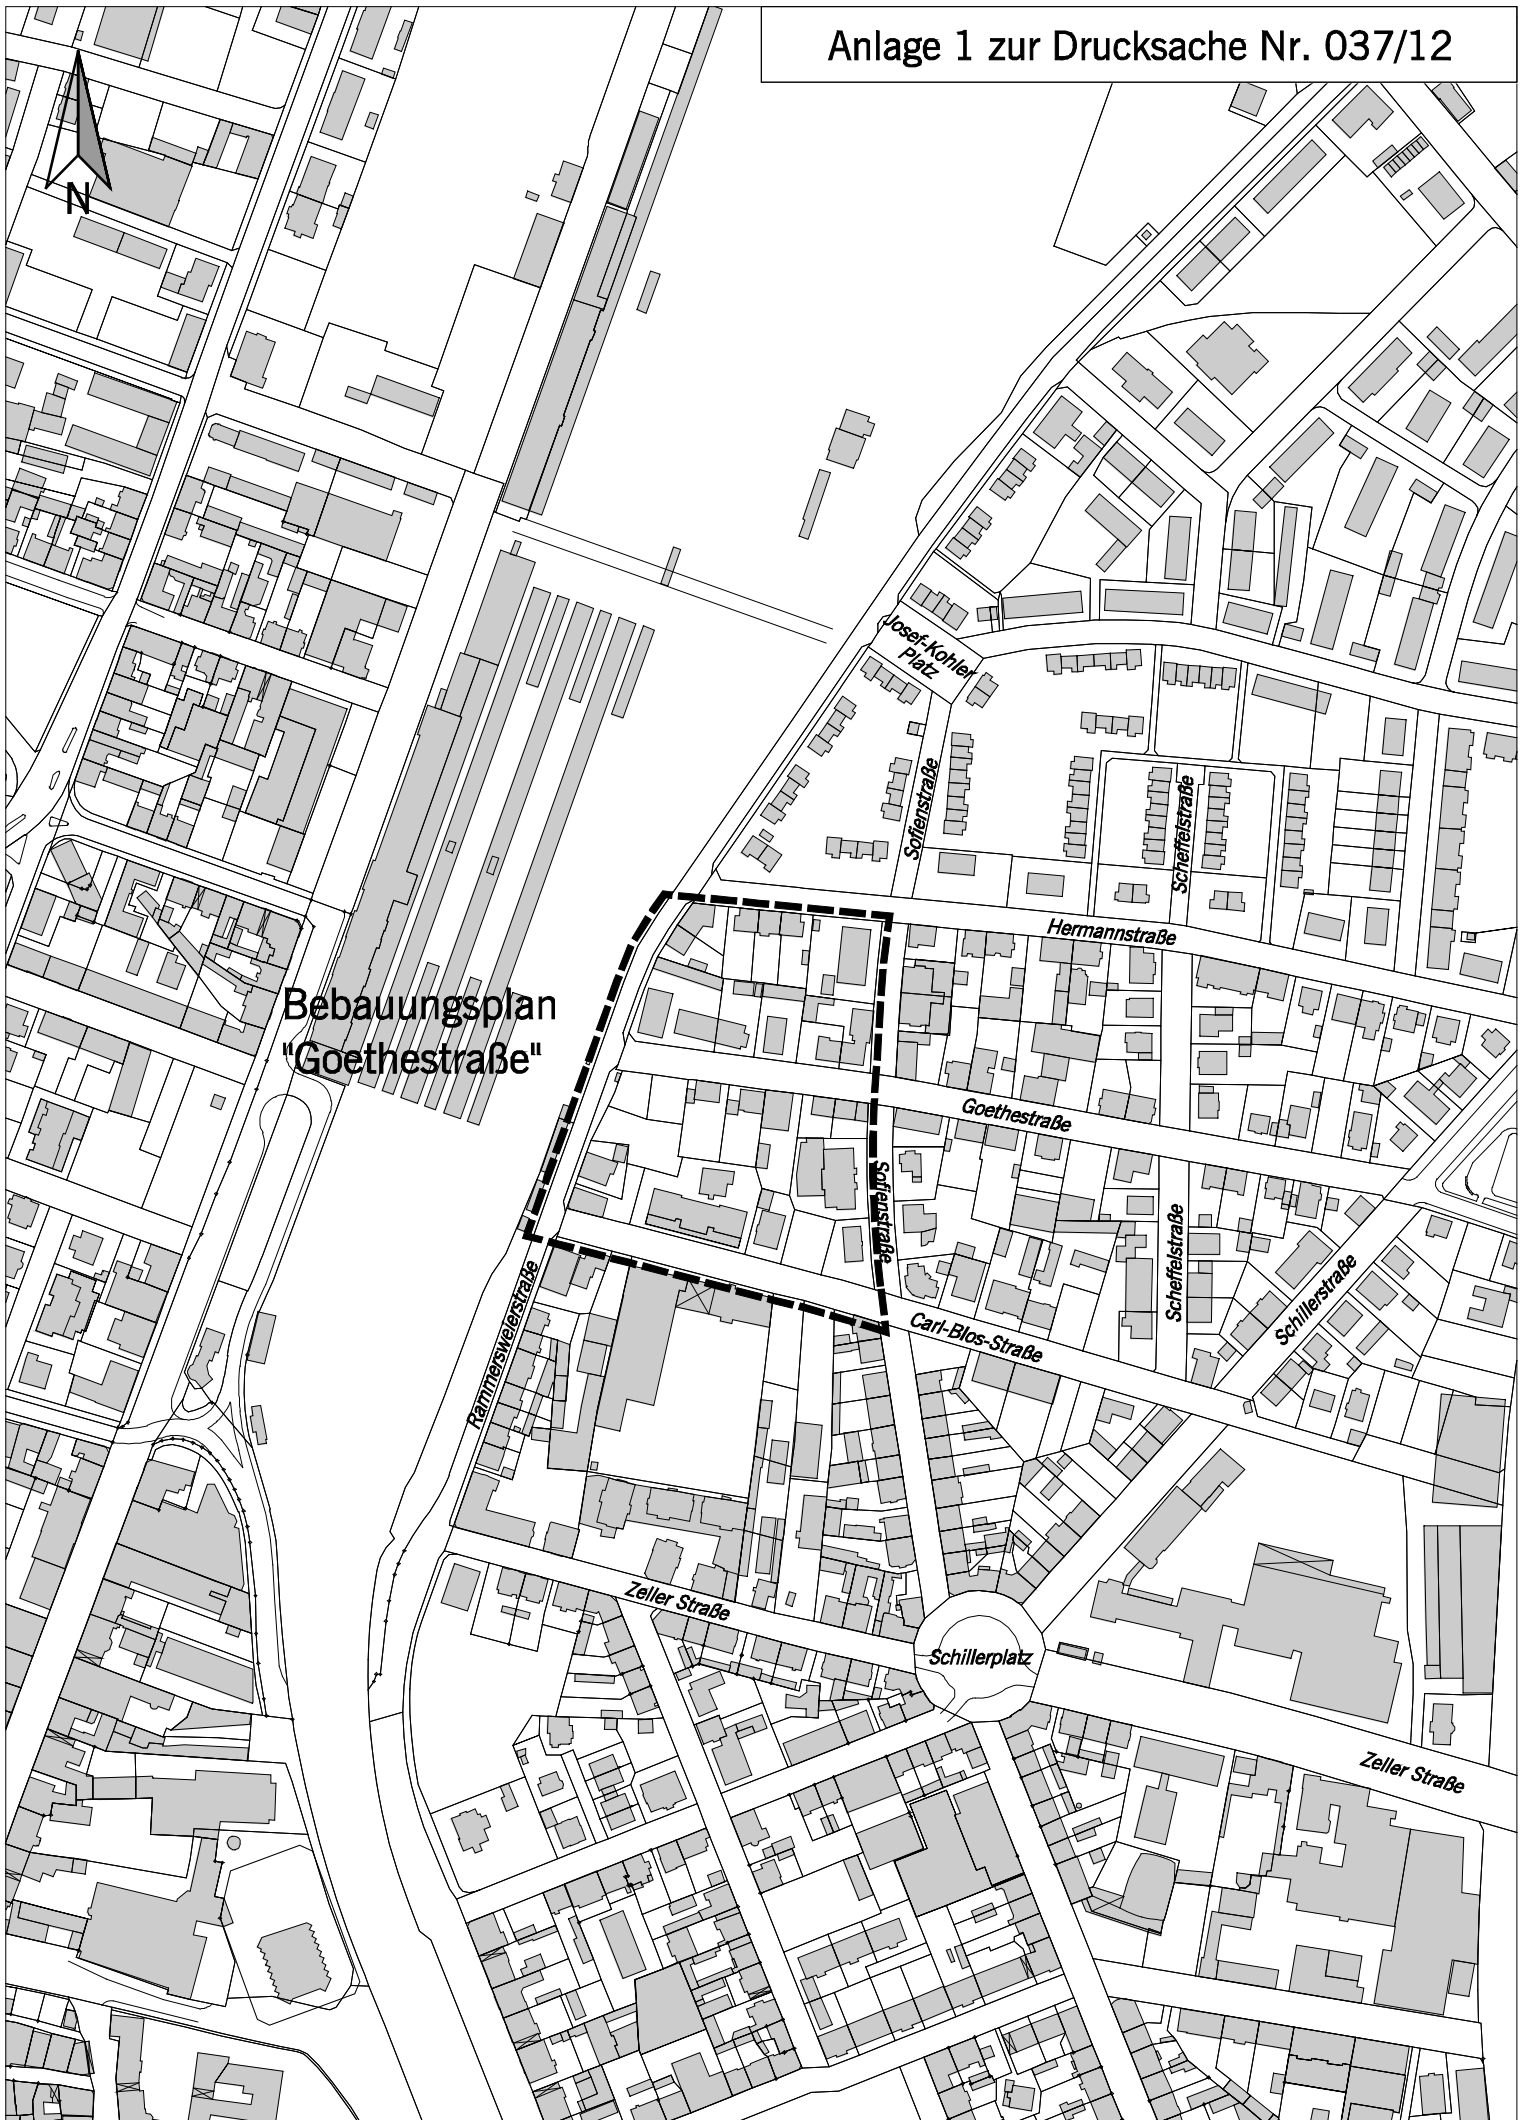 Anlage 1 zur Drucksache Nr. 037/12
N
Josef-Kohler
Platz
Sofienstraße
Scheffelstraße
Hermannstraße
Bebauungsplan
"Goethestraße"
Goethestraße
Sofienstraße
Scheffelstraße
Schillerstraße
Rammersweierstraße
Carl-Blos-Straße
Zeller Straße
Schillerplatz
Zeller Straße